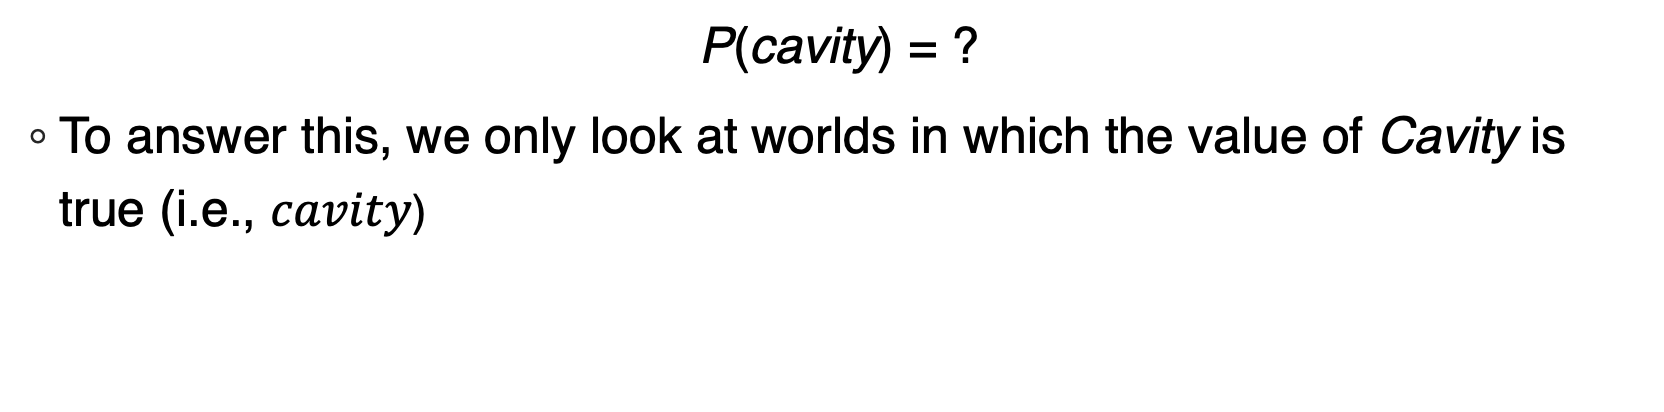 P(cavity) = ?
◦ To answer this, we only look at worlds in which the value of Cavity is
true (i.e., cavity)